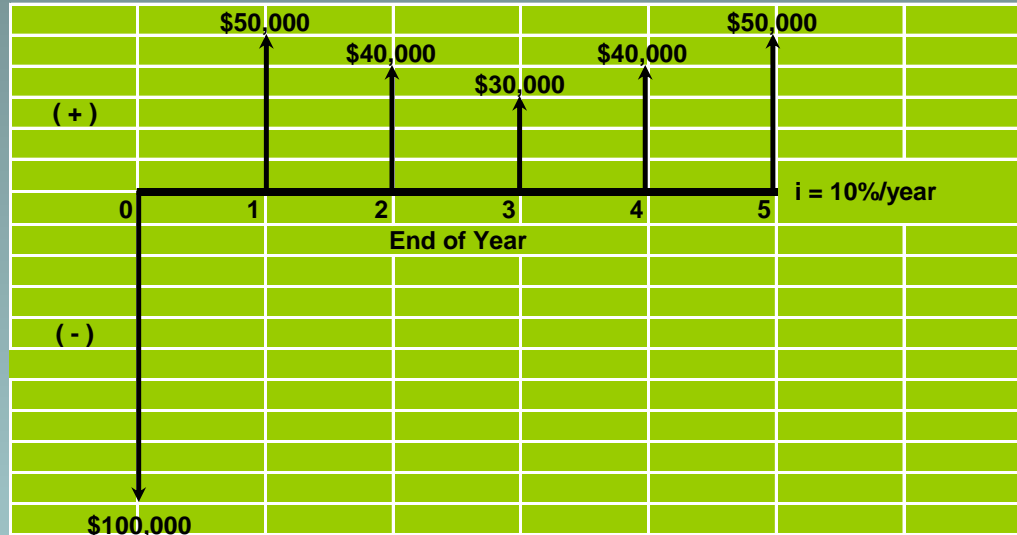 $50,000 $50,000
$40,000 $40,000
$30,000
( + )
i = 10%/year
0 1 2 3 4 5
End of Year
( - )
$100,000